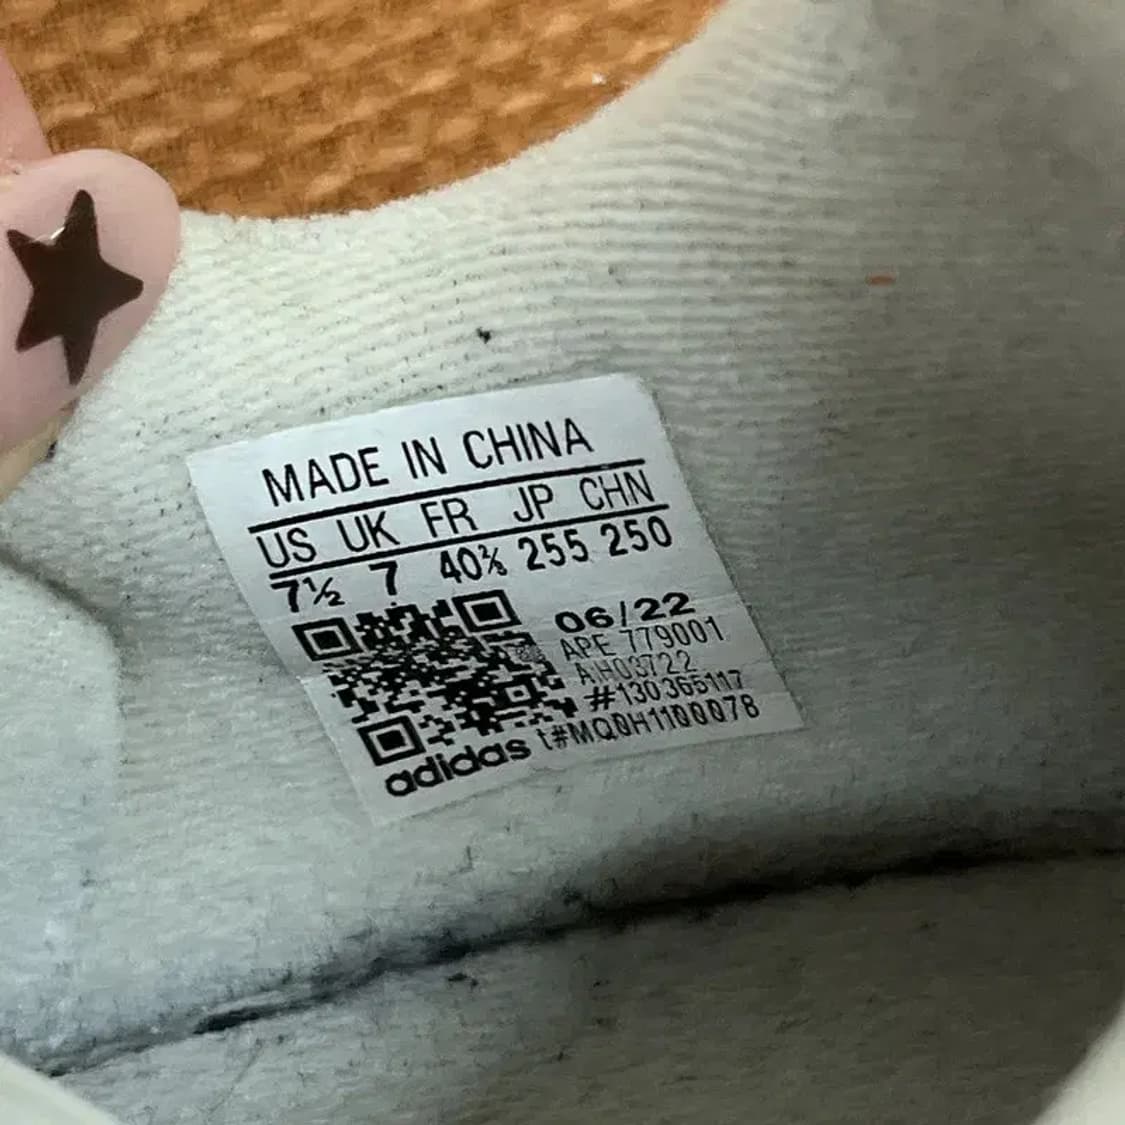 MADE IN CHINA
US UK FR JP CHN
7½ 7 40⅔ 255 250
06/22
APE 779001
A.H03722
#130365117
t#MQ0H1100078
adidas